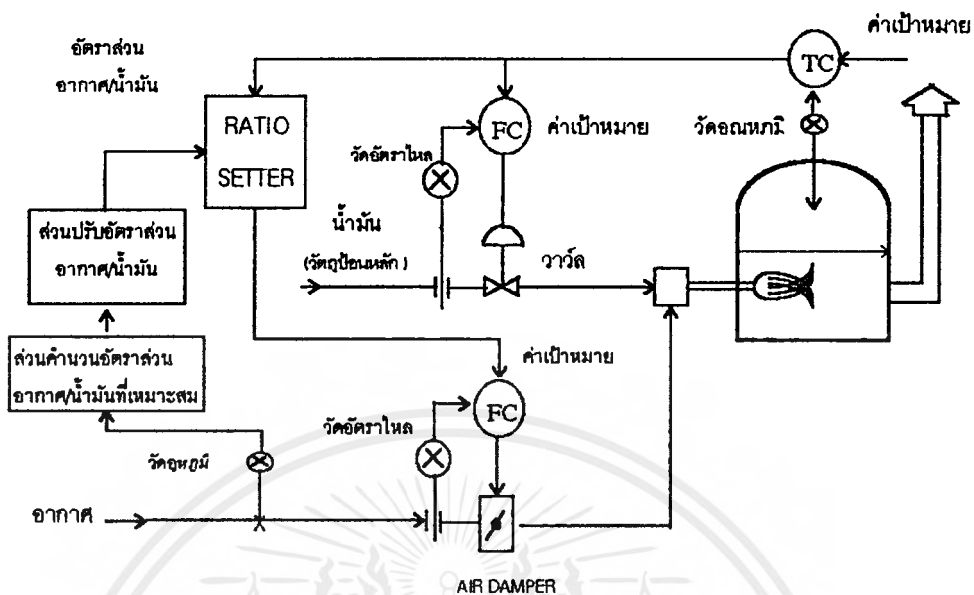 ค่าเป้าหมาย
อัตราส่วน
อากาศ/น้ำมัน
TC
RATIO
SETTER
FC
ค่าเป้าหมาย
วัดอณหภมิ
วัดอัตราไหล
น้ำมัน
(วัตถุป้อนหลัก)
วาว์ล
ส่วนปรับอัตราส่วน
อากาศ/น้ำมัน
ส่วนคำนวนอัตราส่วน
อากาศ/น้ำมันที่เหมาะสม
ค่าเป้าหมาย
FC
วัดอัตราไหล
วัดอุหภูมิ
อากาศ
AIR DAMPER